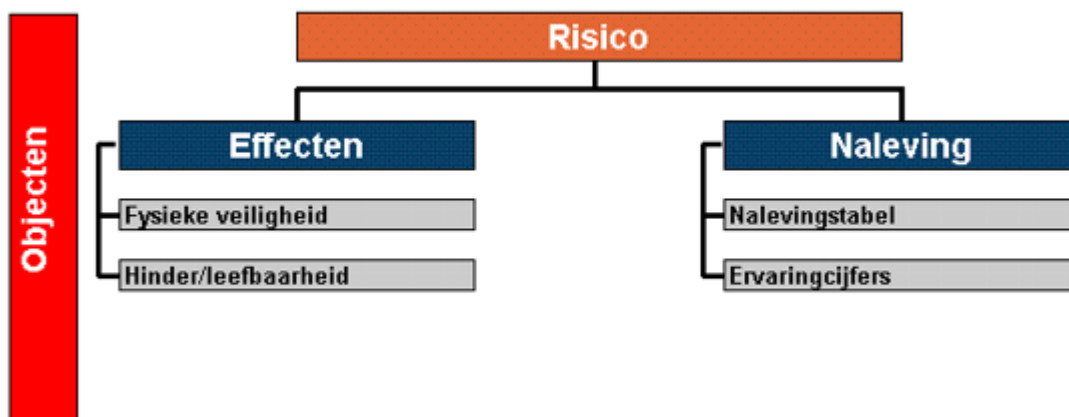 Objecten
Risico
Effecten
Fysieke veiligheid
Hinder/leefbaarheid
Naleving
Nalevingstabel
Ervaringcijfers